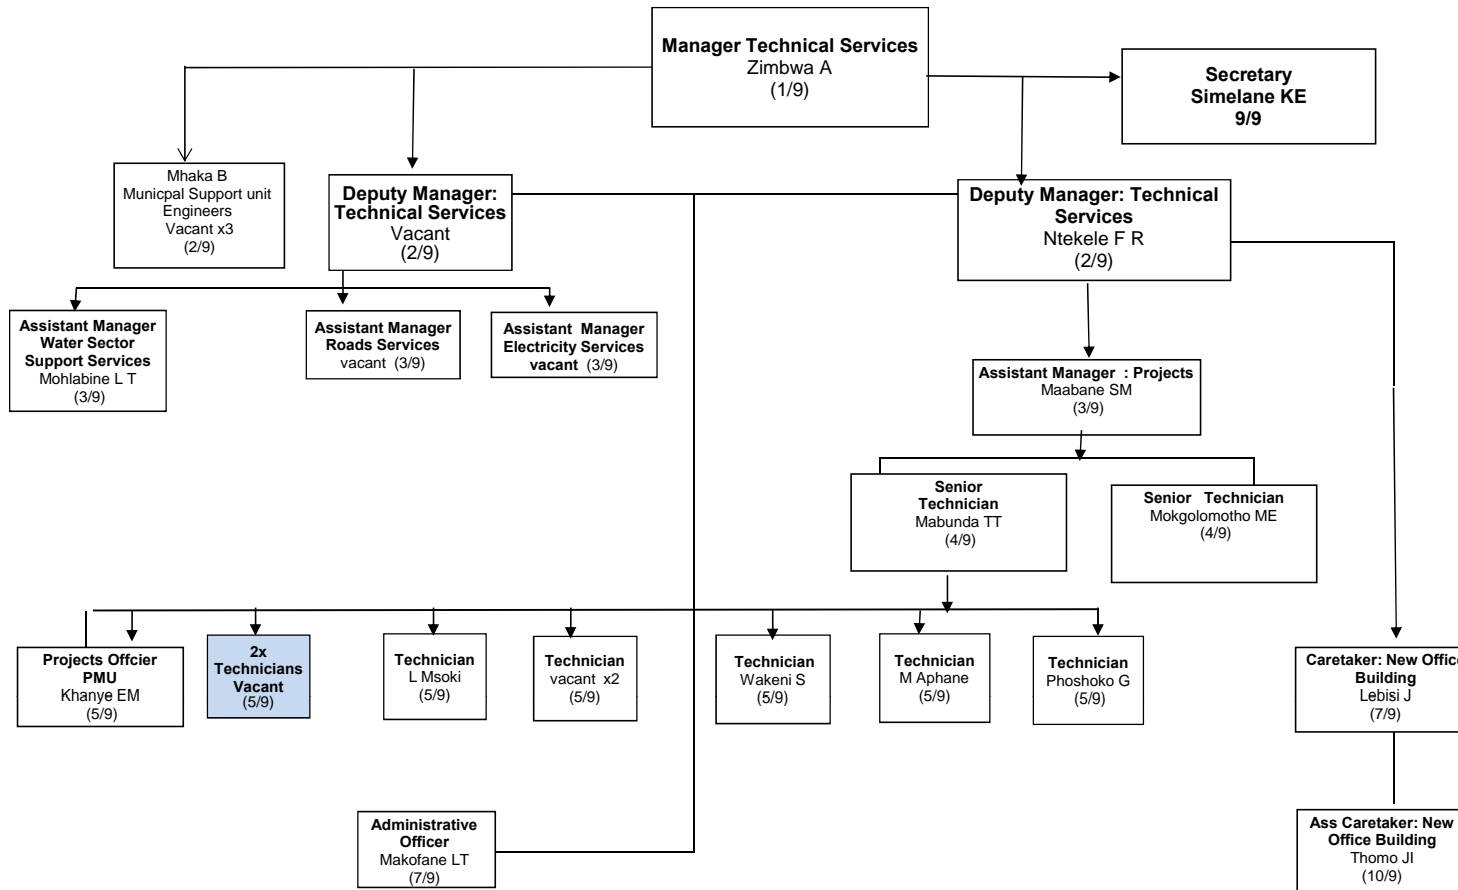 Manager Technical Services
Zimbwa A
(1/9)
Secretary
Simelane KE
9/9
Mhaka B
Municpal Support unit
Engineers
Vacant x3
(2/9)
Deputy Manager:
Technical Services
Vacant
(2/9)
Deputy Manager: Technical
Services
Ntekele F R
(2/9)
Assistant Manager
Water Sector
Support Services
Mohlabine L T
(3/9)
Assistant Manager
Roads Services
vacant (3/9)
Assistant Manager
Electricity Services
vacant (3/9)
Assistant Manager : Projects
Maabane SM
(3/9)
Senior
Technician
Mabunda TT
(4/9)
Senior Technician
Mokgolomotho ME
(4/9)
Projects Offcier
PMU
Khanye EM
(5/9)
2x
Technicians
Vacant
(5/9)
Technician
L Msoki
(5/9)
Technician
vacant x2
(5/9)
Technician
Wakeni S
(5/9)
Technician
M Aphane
(5/9)
Technician
Phoshoko G
(5/9)
Caretaker: New Office
Building
Lebisi J
(7/9)
Administrative
Officer
Makofane LT
(7/9)
Ass Caretaker: New
Office Building
Thomo JI
(10/9)